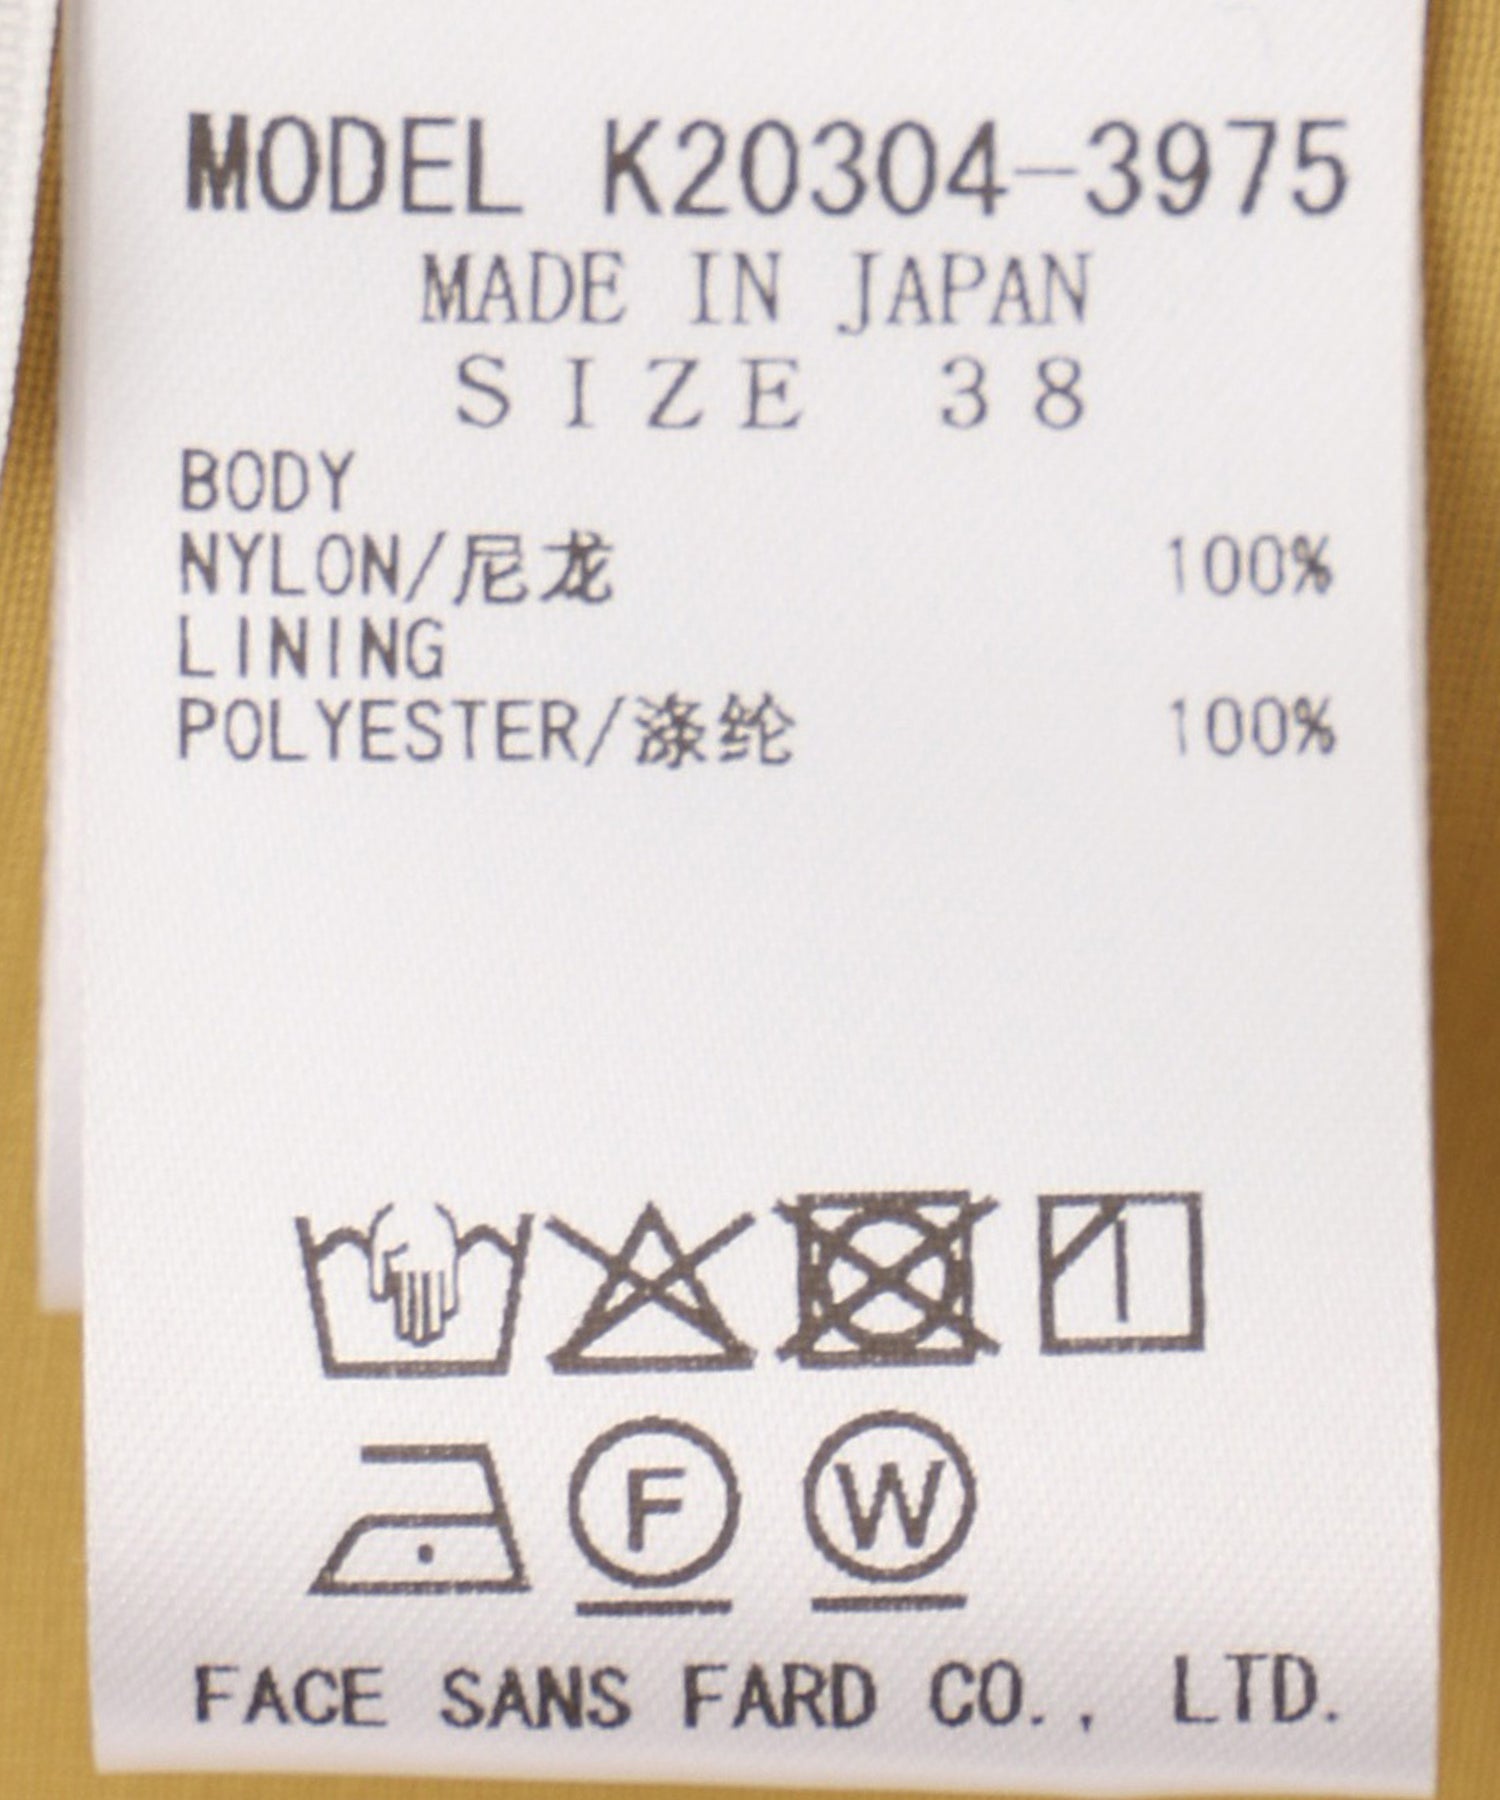 MODEL K20304-3975
MADE IN JAPAN
SIZE 38
BODY
NYLON/尼龙 100%
LINING
POLYESTER/涤纶 100%
F W
FACE SANS FARD CO., LTD.